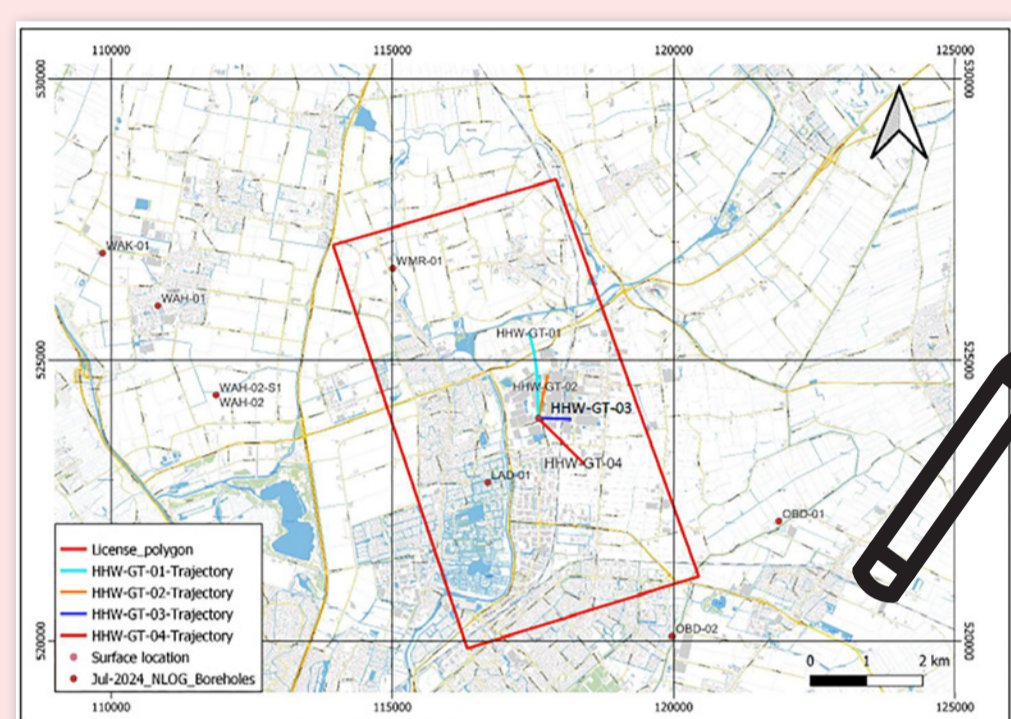 110000 115000 120000 125000
530000 530000
WAK-01
WMR-01
WAH-01
HHW-GT-01
525000 525000
WAH-02-S1
WAH-02
HHW-GT-02
HHW-GT-03
HHW-GT-04
LAD-01
OBD-01
License_polygon
HHW-GT-01-Trajectory
HHW-GT-02-Trajectory
HHW-GT-03-Trajectory
HHW-GT-04-Trajectory
Surface location
Jul-2024_NLOG_Boreholes
OBD-02
520000 520000
0 1 2 km
110000 115000 120000 125000